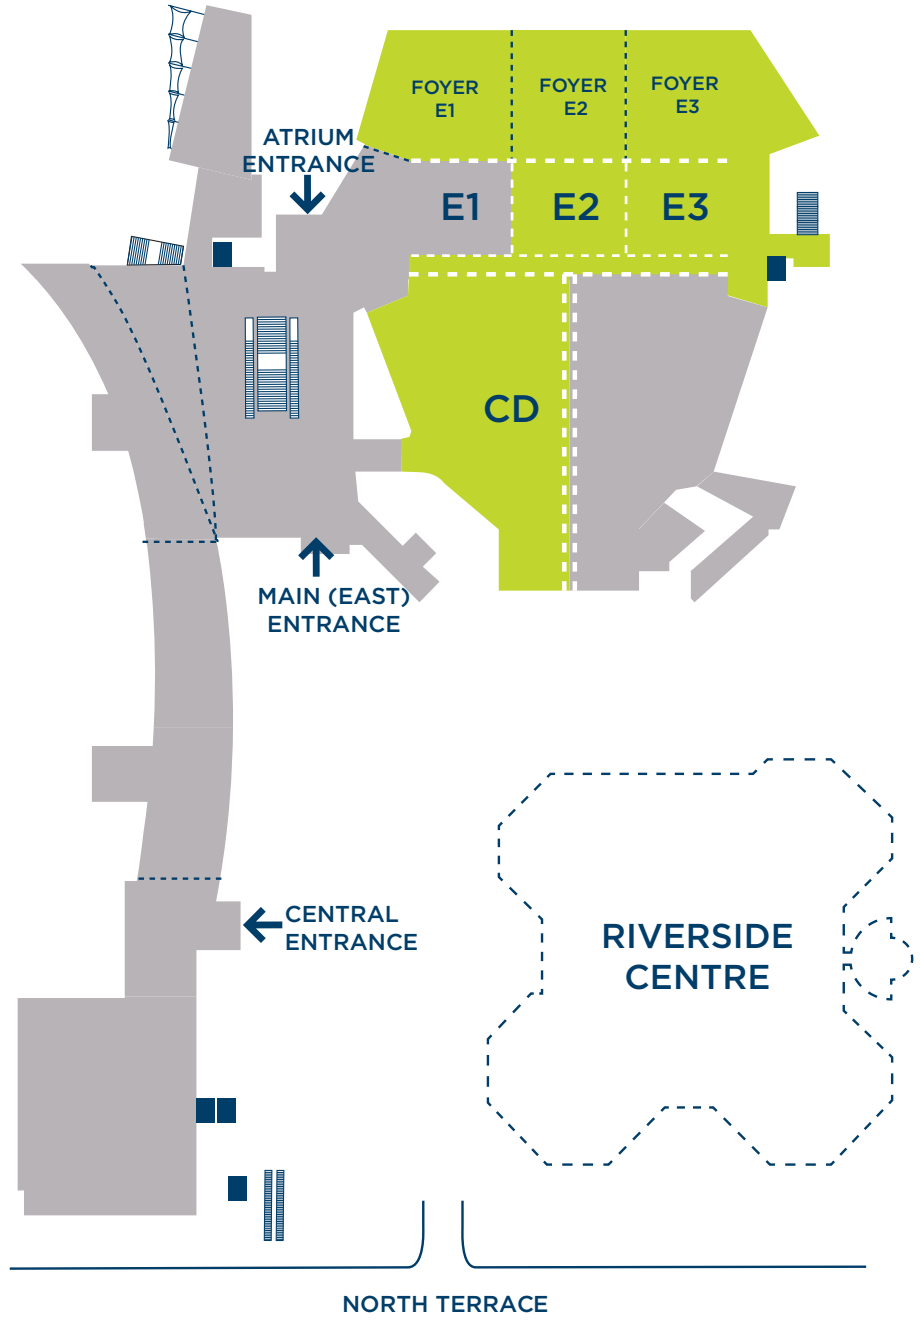 FOYER
E1
FOYER
E2
FOYER
E3
ATRIUM
ENTRANCE
E1
E2
E3
CD
MAIN (EAST)
ENTRANCE
CENTRAL
ENTRANCE
RIVERSIDE
CENTRE
NORTH TERRACE